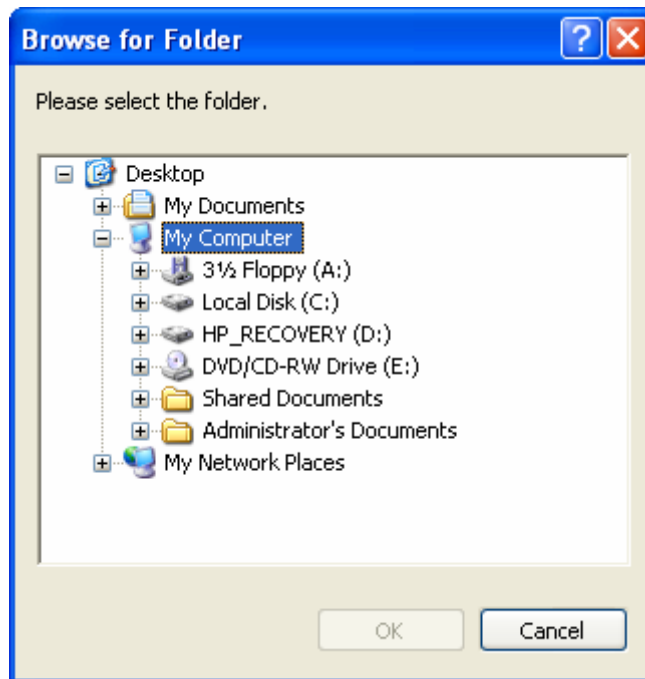 Browse for Folder
Please select the folder.
Desktop
My Documents
My Computer
3½ Floppy (A:)
Local Disk (C:)
HP_RECOVERY (D:)
DVD/CD-RW Drive (E:)
Shared Documents
Administrator's Documents
My Network Places
OK Cancel